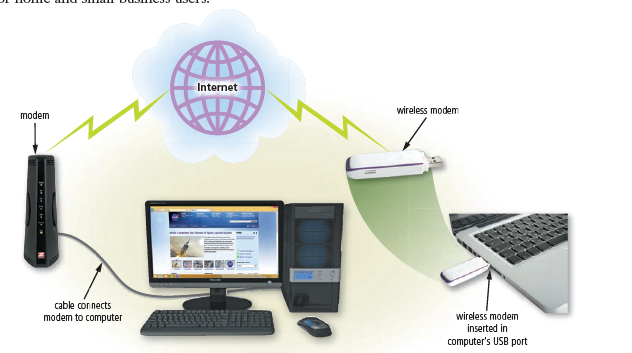 or home and small business users.
Internet
modem
wireless modem
cable connects
modem to computer
wireless modem
inserted in
computer's USB port